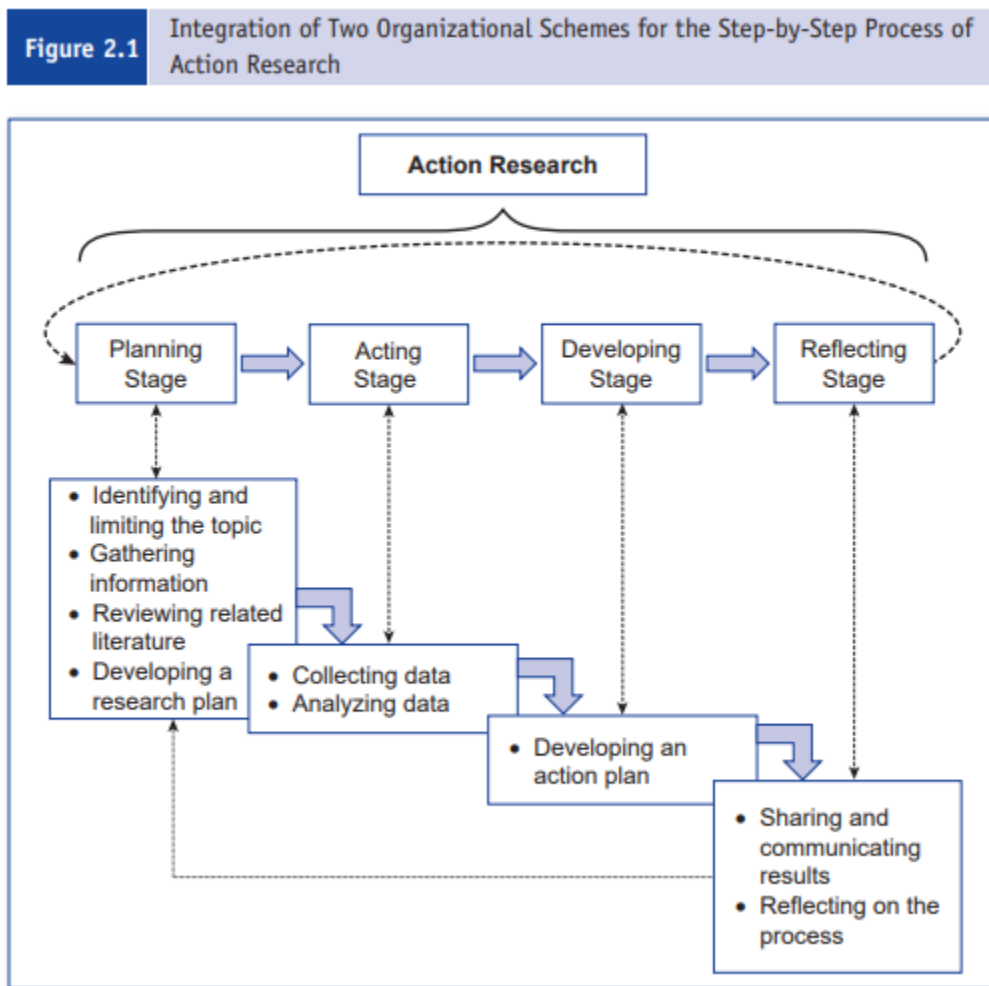 Figure 2.1
Integration of Two Organizational Schemes for the Step-by-Step Process of
Action Research
Action Research
Planning
Stage
Acting
Stage
Developing
Stage
Reflecting
Stage
• Identifying and
limiting the topic
• Gathering
information
• Reviewing related
literature
• Developing a
research plan
• Collecting data
• Analyzing data
• Developing an
action plan
• Sharing and
communicating
results
• Reflecting on the
process